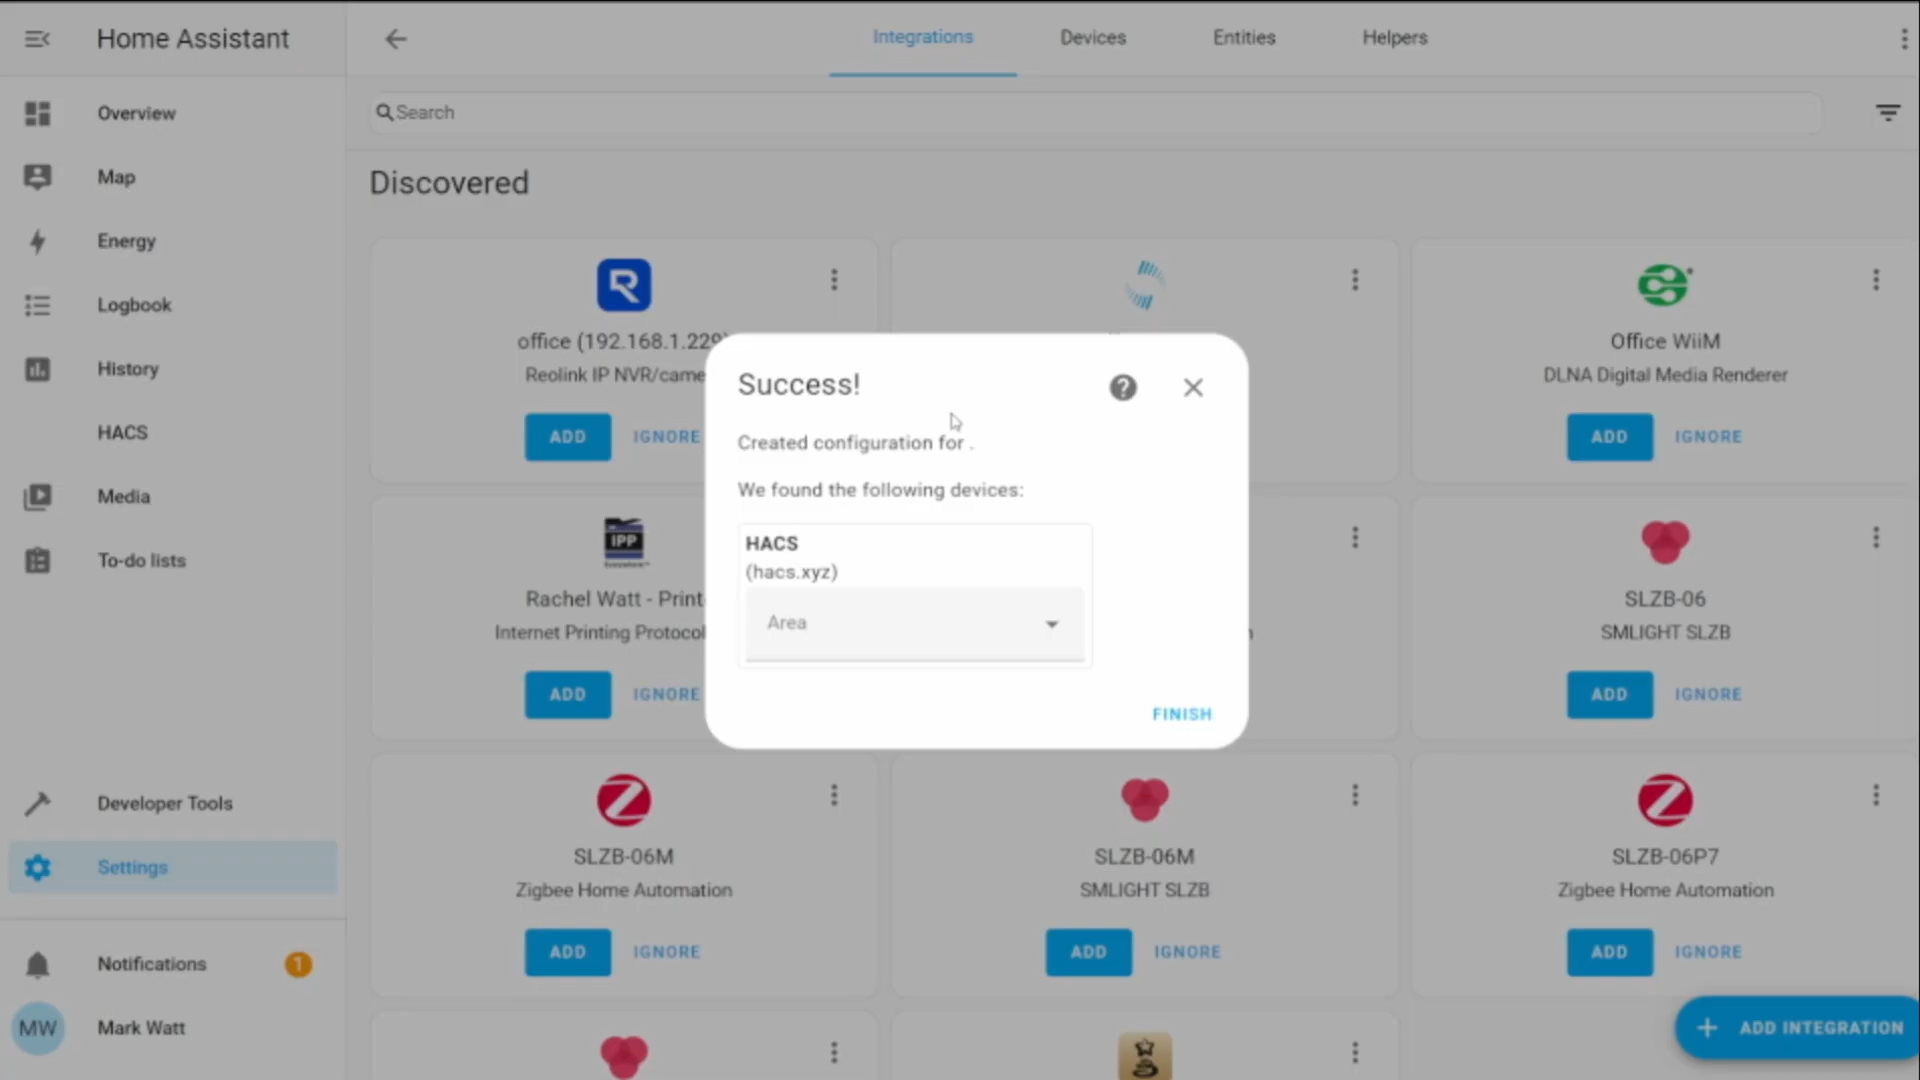 Home Assistant
Integrations
Devices
Entities
Helpers
Overview
Map
Energy
Logbook
History
HACS
Media
To-do lists
Developer Tools
Settings
Notifications
1
MW
Mark Watt
Search
Discovered
office (192.168.1.229)
Reolink IP NVR/came
ADD
IGNORE
Office WiiM
DLNA Digital Media Renderer
ADD
IGNORE
Success!
Created configuration for .
We found the following devices:
HACS
(hacs.xyz)
Area
FINISH
IPP
Rachel Watt - Print
Internet Printing Protocol
ADD
IGNORE
SLZB-06
SMLIGHT SLZB
ADD
IGNORE
SLZB-06M
Zigbee Home Automation
ADD
IGNORE
SLZB-06M
SMLIGHT SLZB
ADD
IGNORE
SLZB-06P7
Zigbee Home Automation
ADD
IGNORE
ADD INTEGRATION